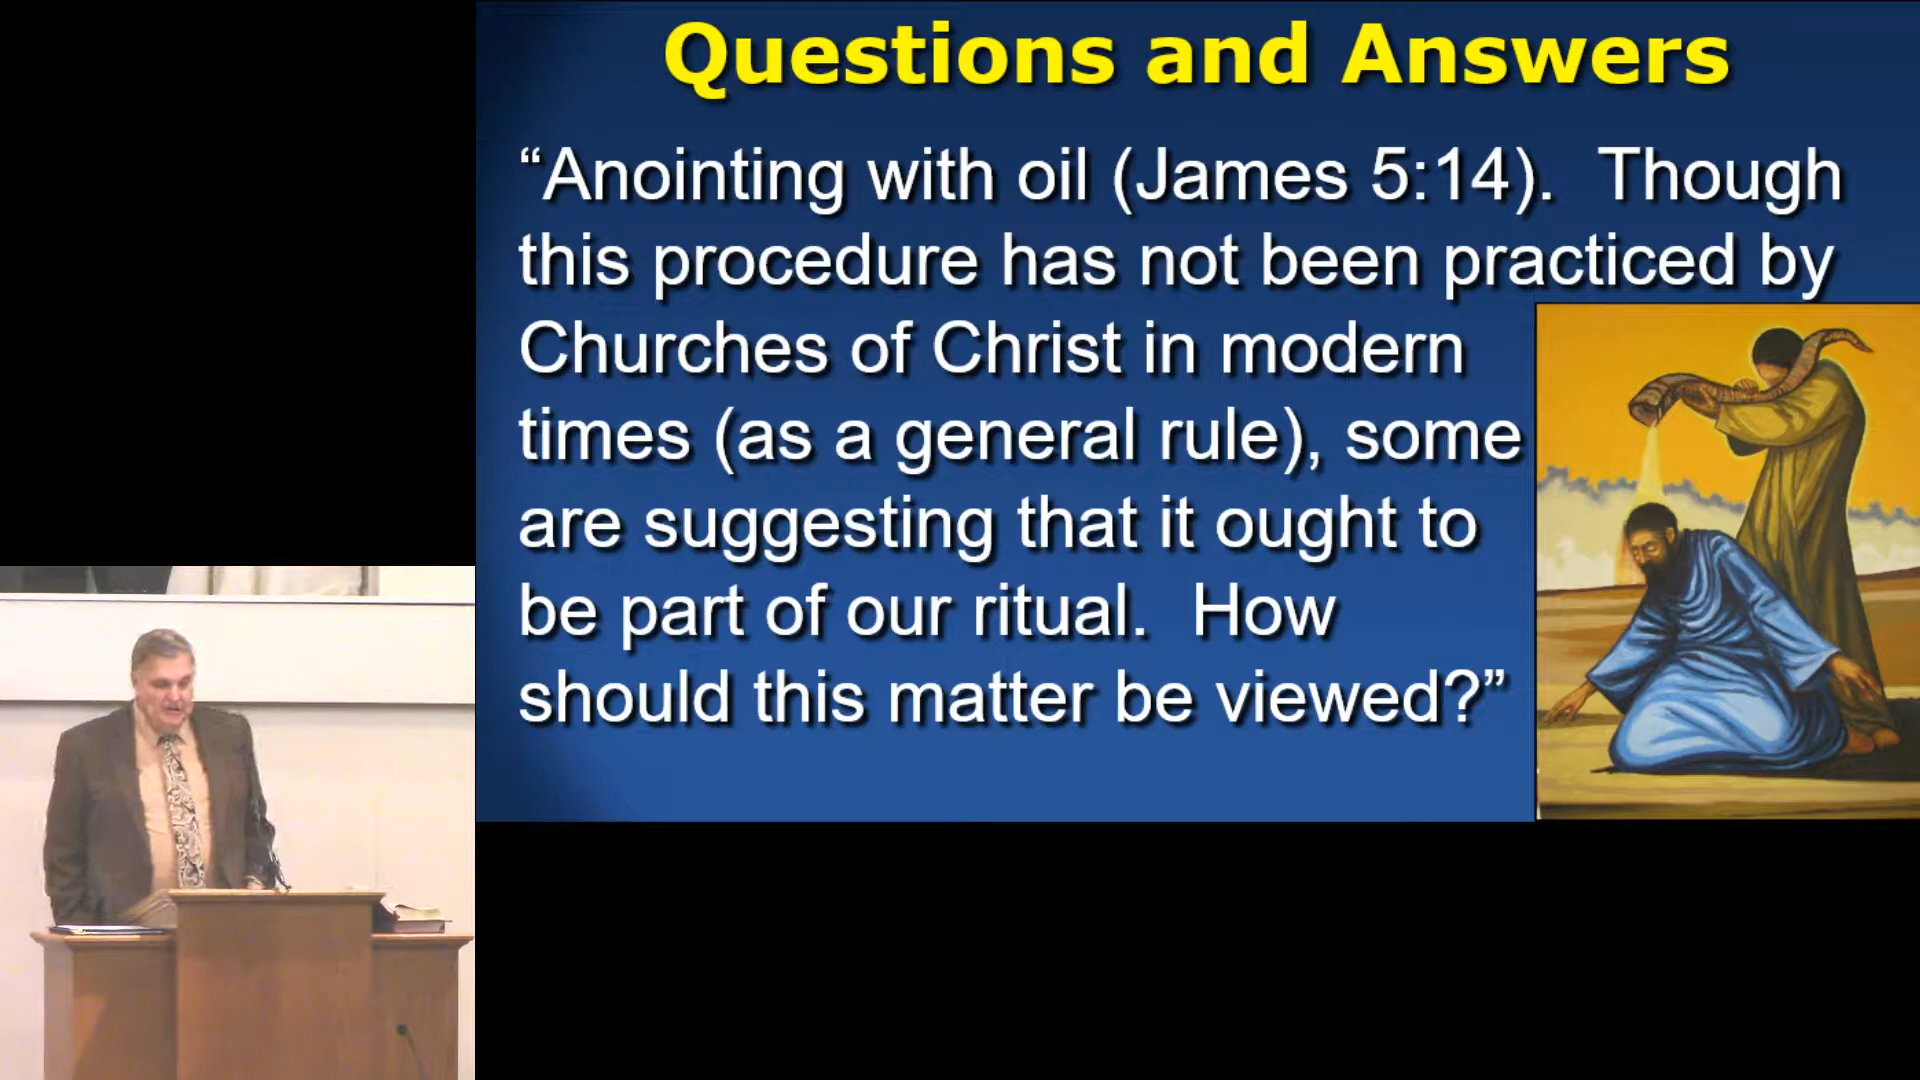 Questions and Answers
“Anointing with oil (James 5:14).  Though
this procedure has not been practiced by
Churches of Christ in modern
times (as a general rule), some
are suggesting that it ought to
be part of our ritual.  How
should this matter be viewed?”